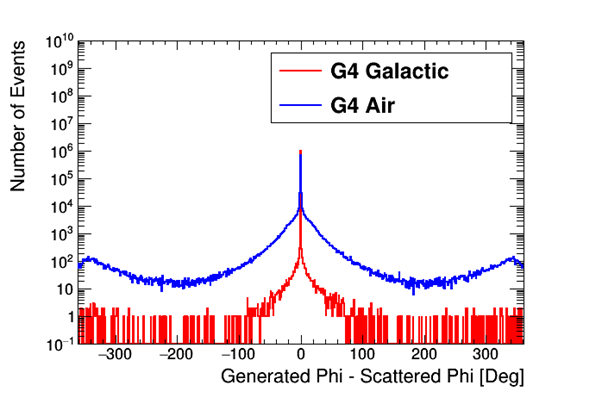 Number of Events
10^10
10^9
10^8
10^7
10^6
10^5
10^4
10^3
10^2
10
1
10^−1
G4 Galactic
G4 Air
−300 −200 −100 0 100 200 300
Generated Phi - Scattered Phi [Deg]